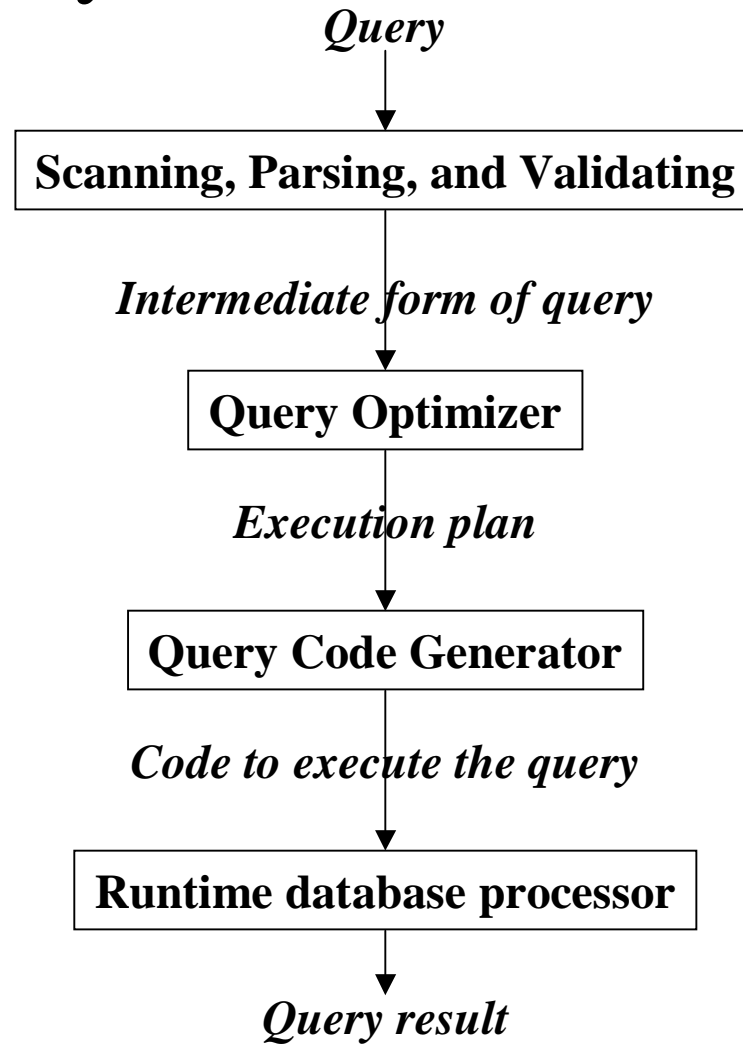 Query
Scanning, Parsing, and Validating
Intermediate form of query
Query Optimizer
Execution plan
Query Code Generator
Code to execute the query
Runtime database processor
Query result